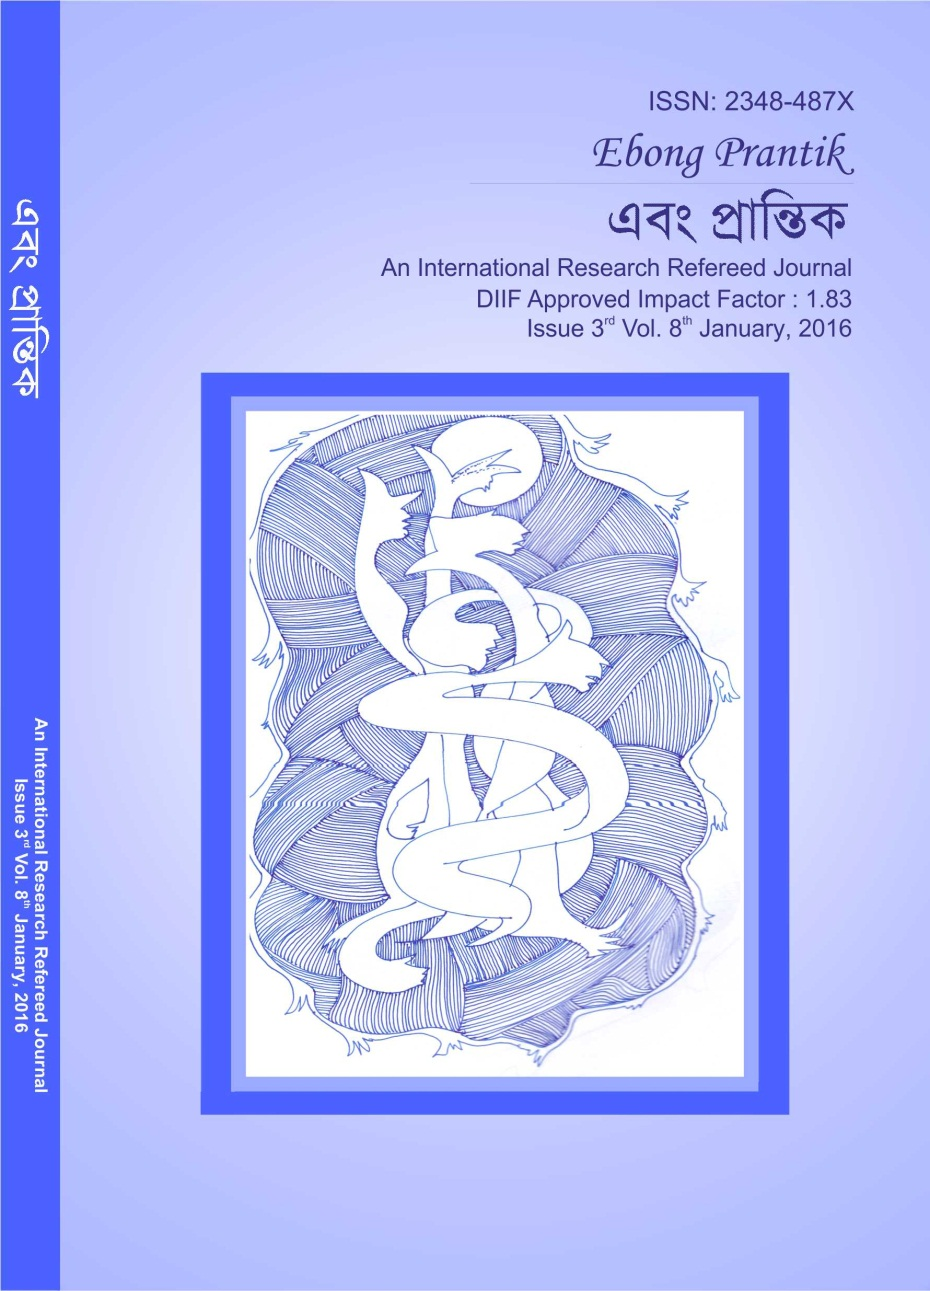 ISSN: 2348-487X
Ebong Prantik
এবং প্রান্তিক
An International Research Refereed Journal
DIIF Approved Impact Factor : 1.83
Issue 3rd Vol. 8th January, 2016
এবং প্রান্তিক
An International Research Refereed Journal
Issue 3rd Vol. 8th January, 2016